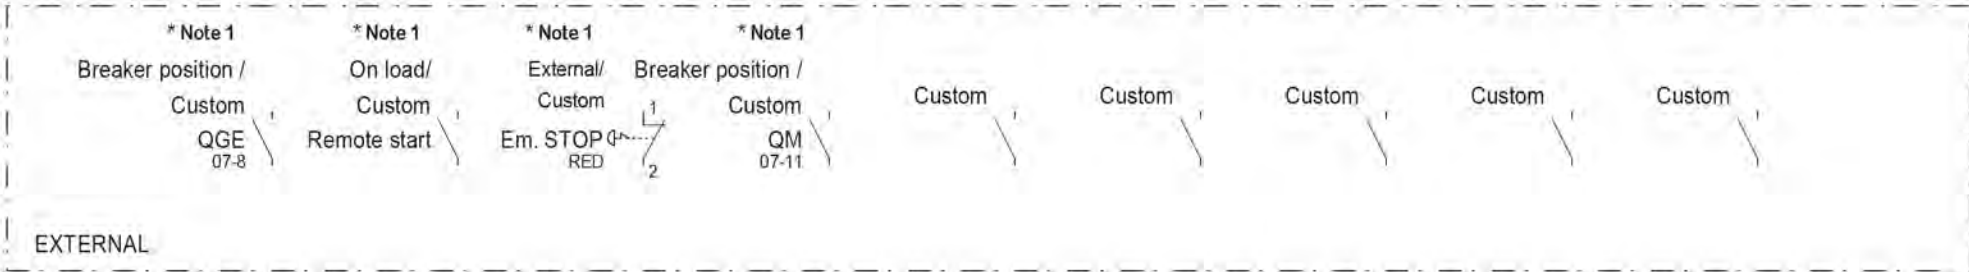 * Note 1
Breaker position /
Custom
QGE
07-8
* Note 1
On load/
Custom
Remote start
* Note 1
External/
Custom
Em. STOP
RED
1
2
* Note 1
Breaker position /
Custom
QM
07-11
Custom
Custom
Custom
Custom
Custom
EXTERNAL